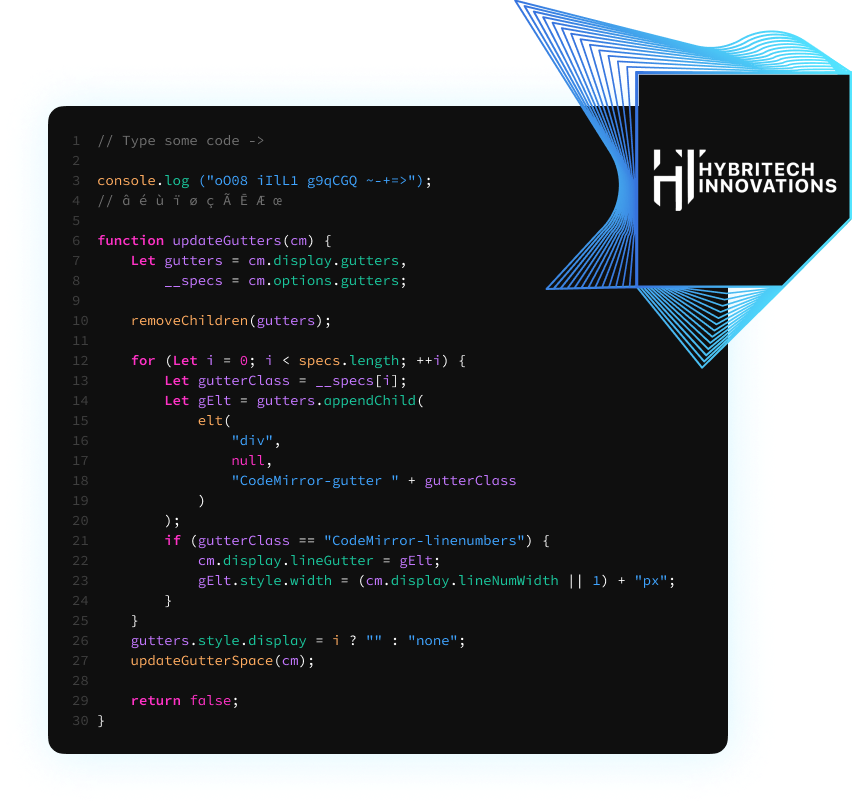 1 // Type some code ->
2
3 console.log ("oO08 iIlL1 g9qCGQ ~-+=>");
4 // â é ù ï ø ç Ã Ê Æ œ
5
6 function updateGutters(cm) {
7     Let gutters = cm.display.gutters,
8         __specs = cm.options.gutters;
9
10     removeChildren(gutters);
11
12     for (Let i = 0; i < specs.length; ++i) {
13         Let gutterClass = __specs[i];
14         Let gElt = gutters.appendChild(
15             elt(
16                 "div",
17                 null,
18                 "CodeMirror-gutter " + gutterClass
19             )
20         );
21         if (gutterClass == "CodeMirror-linenumbers") {
22             cm.display.lineGutter = gElt;
23             gElt.style.width = (cm.display.lineNumWidth || 1) + "px";
24         }
25     }
26     gutters.style.display = i ? "" : "none";
27     updateGutterSpace(cm);
28
29     return false;
30 }
HYBRITECH
INNOVATIONS